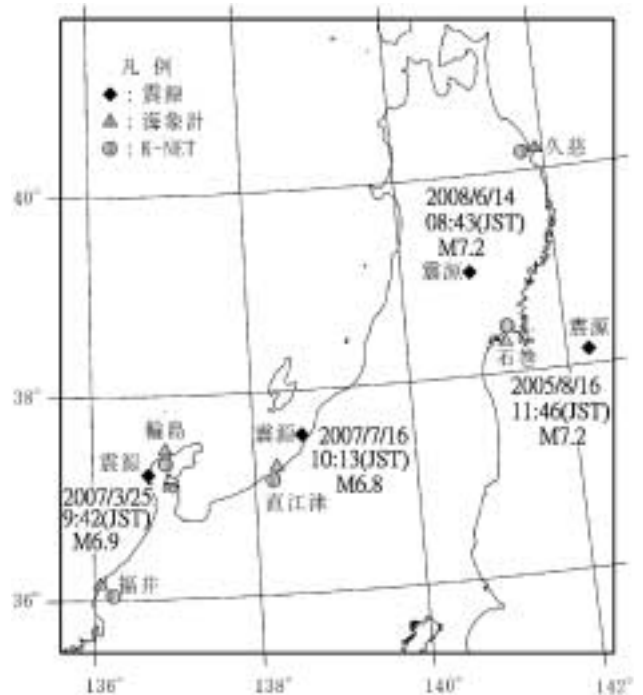 凡 例
◆ : 震源
▲ : 海象計
◎ : K-NET
久慈
40°
2008/6/14
08:43(JST)
M7.2
震源
震源
石巻
2005/8/16
11:46(JST)
M7.2
38°
輪島
震源
震源
2007/7/16
10:13(JST)
M6.8
直江津
2007/3/25
9:42(JST)
M6.9
福井
36°
136°
138°
140°
142°